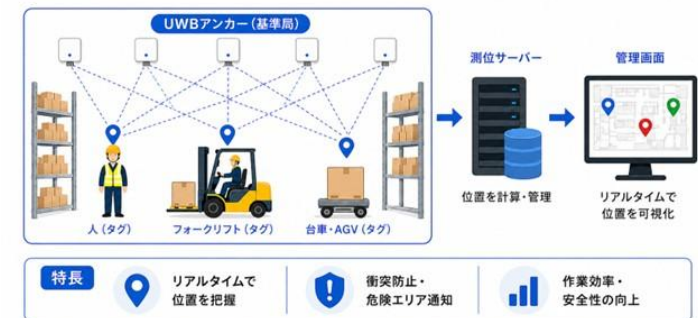 UWBアンカー(基準局)
人(タグ)
フォークリフト(タグ)
台車・AGV(タグ)
測位サーバー
位置を計算・管理
管理画面
リアルタイムで
位置を可視化
特長
リアルタイムで
位置を把握
衝突防止・
危険エリア通知
作業効率・
安全性の向上